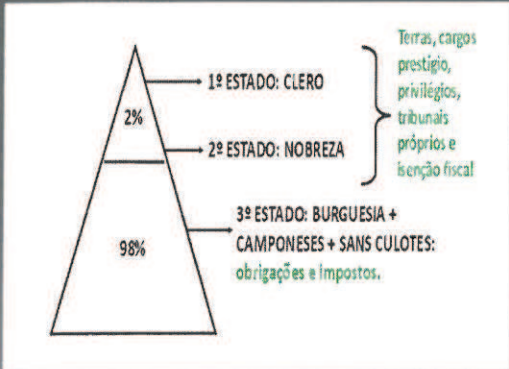 Terras, cargos
prestígio,
privilégios,
tribunais
próprios e
isenção fiscal
1º ESTADO: CLERO
2%
2º ESTADO: NOBREZA
3º ESTADO: BURGUESIA +
CAMPONESES + SANS CULOTES:
obrigações e impostos.
98%